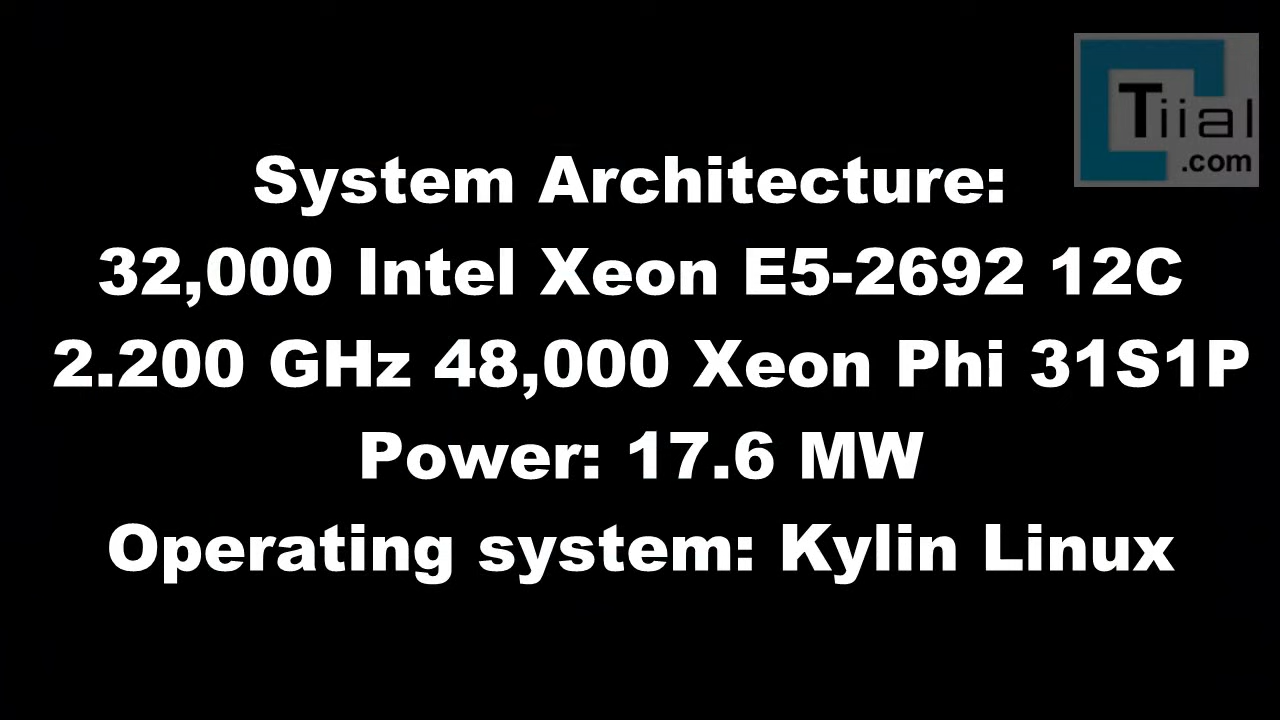 Tiial
.com
System Architecture:
32,000 Intel Xeon E5-2692 12C
2.200 GHz 48,000 Xeon Phi 31S1P
Power: 17.6 MW
Operating system: Kylin Linux